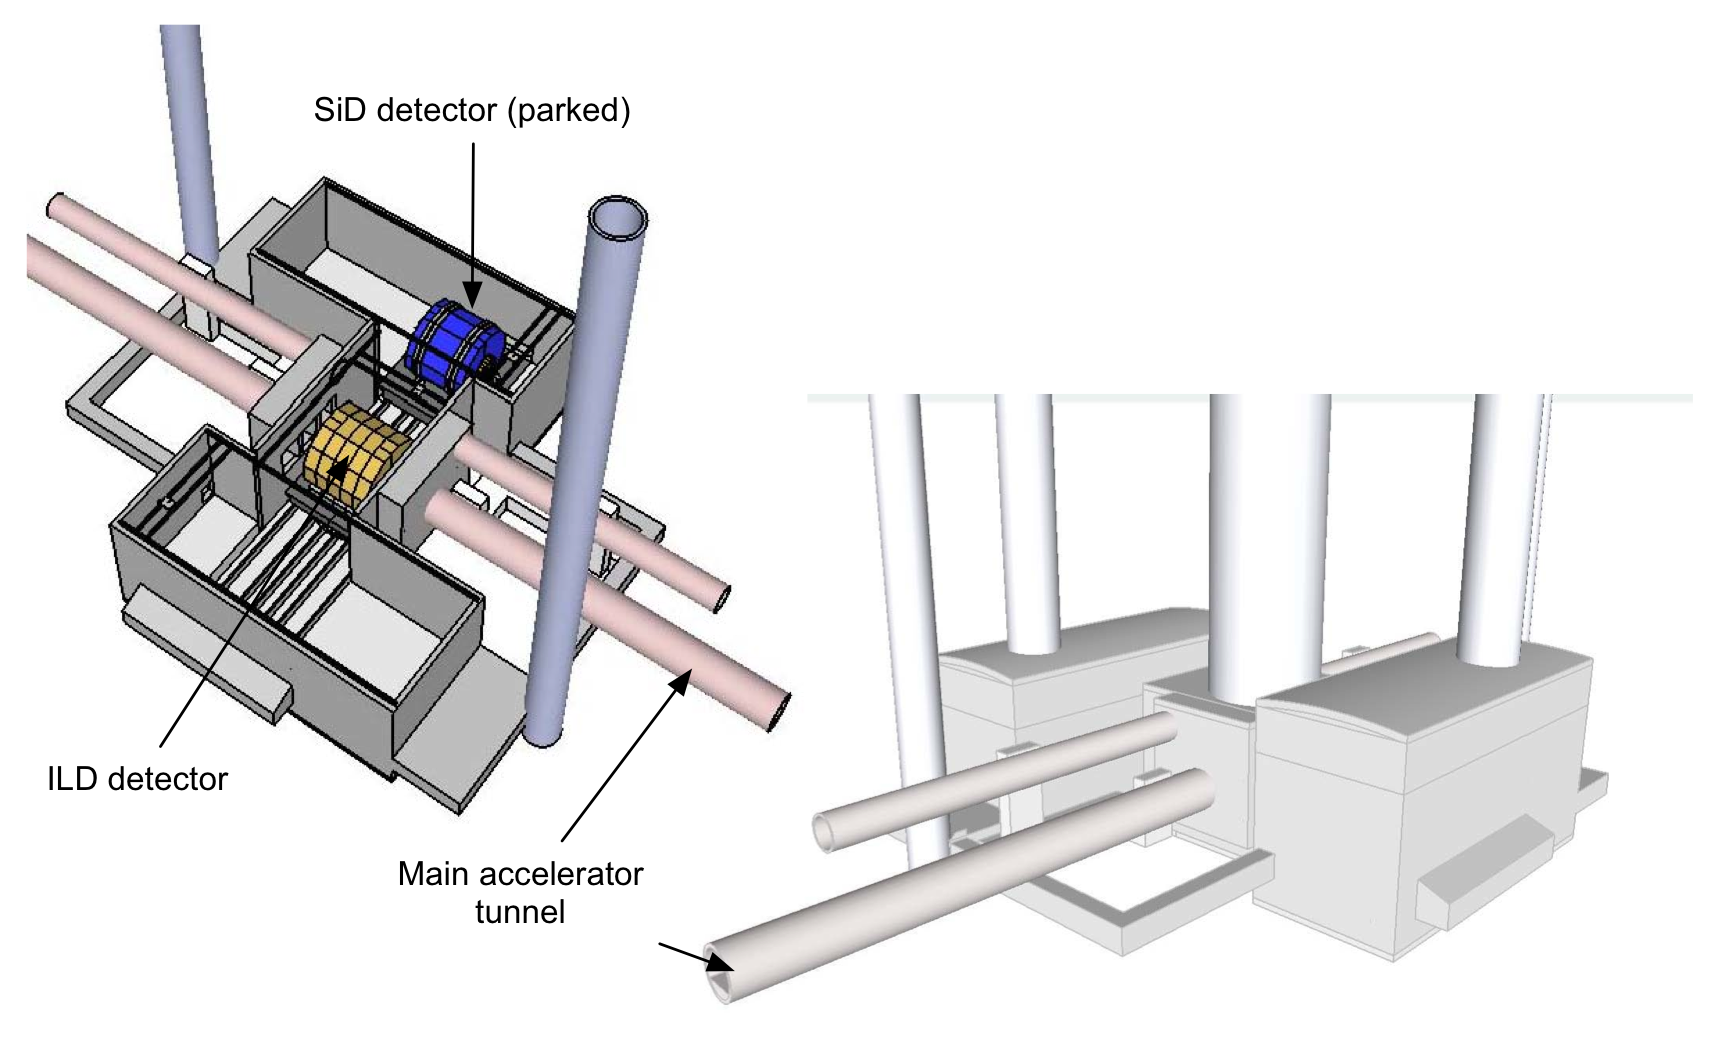 SiD detector (parked)
ILD detector
Main accelerator
tunnel